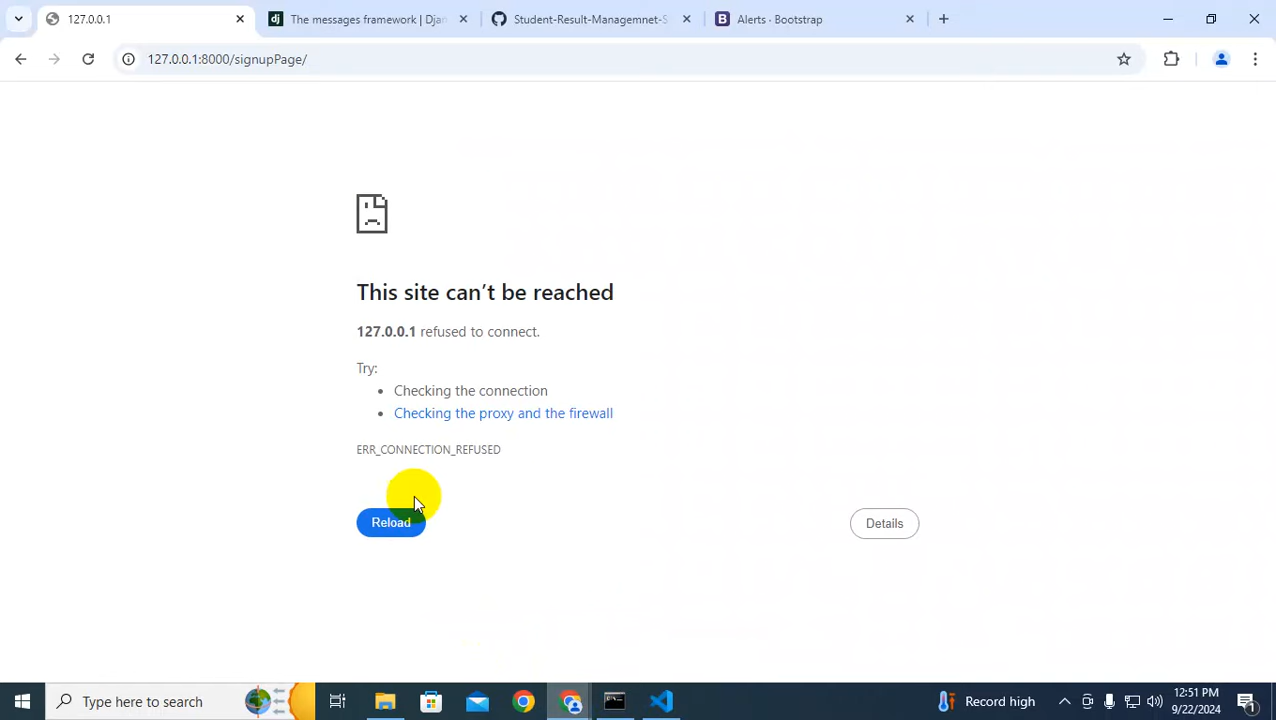 127.0.0.1
The messages framework | Djan
Student-Result-Managemnet-S
Alerts · Bootstrap
127.0.0.1:8000/signupPage/
This site can’t be reached
127.0.0.1 refused to connect.
Try:
• Checking the connection
• Checking the proxy and the firewall
ERR_CONNECTION_REFUSED
Reload
Details
Type here to search
Record high
12:51 PM
9/22/2024
1